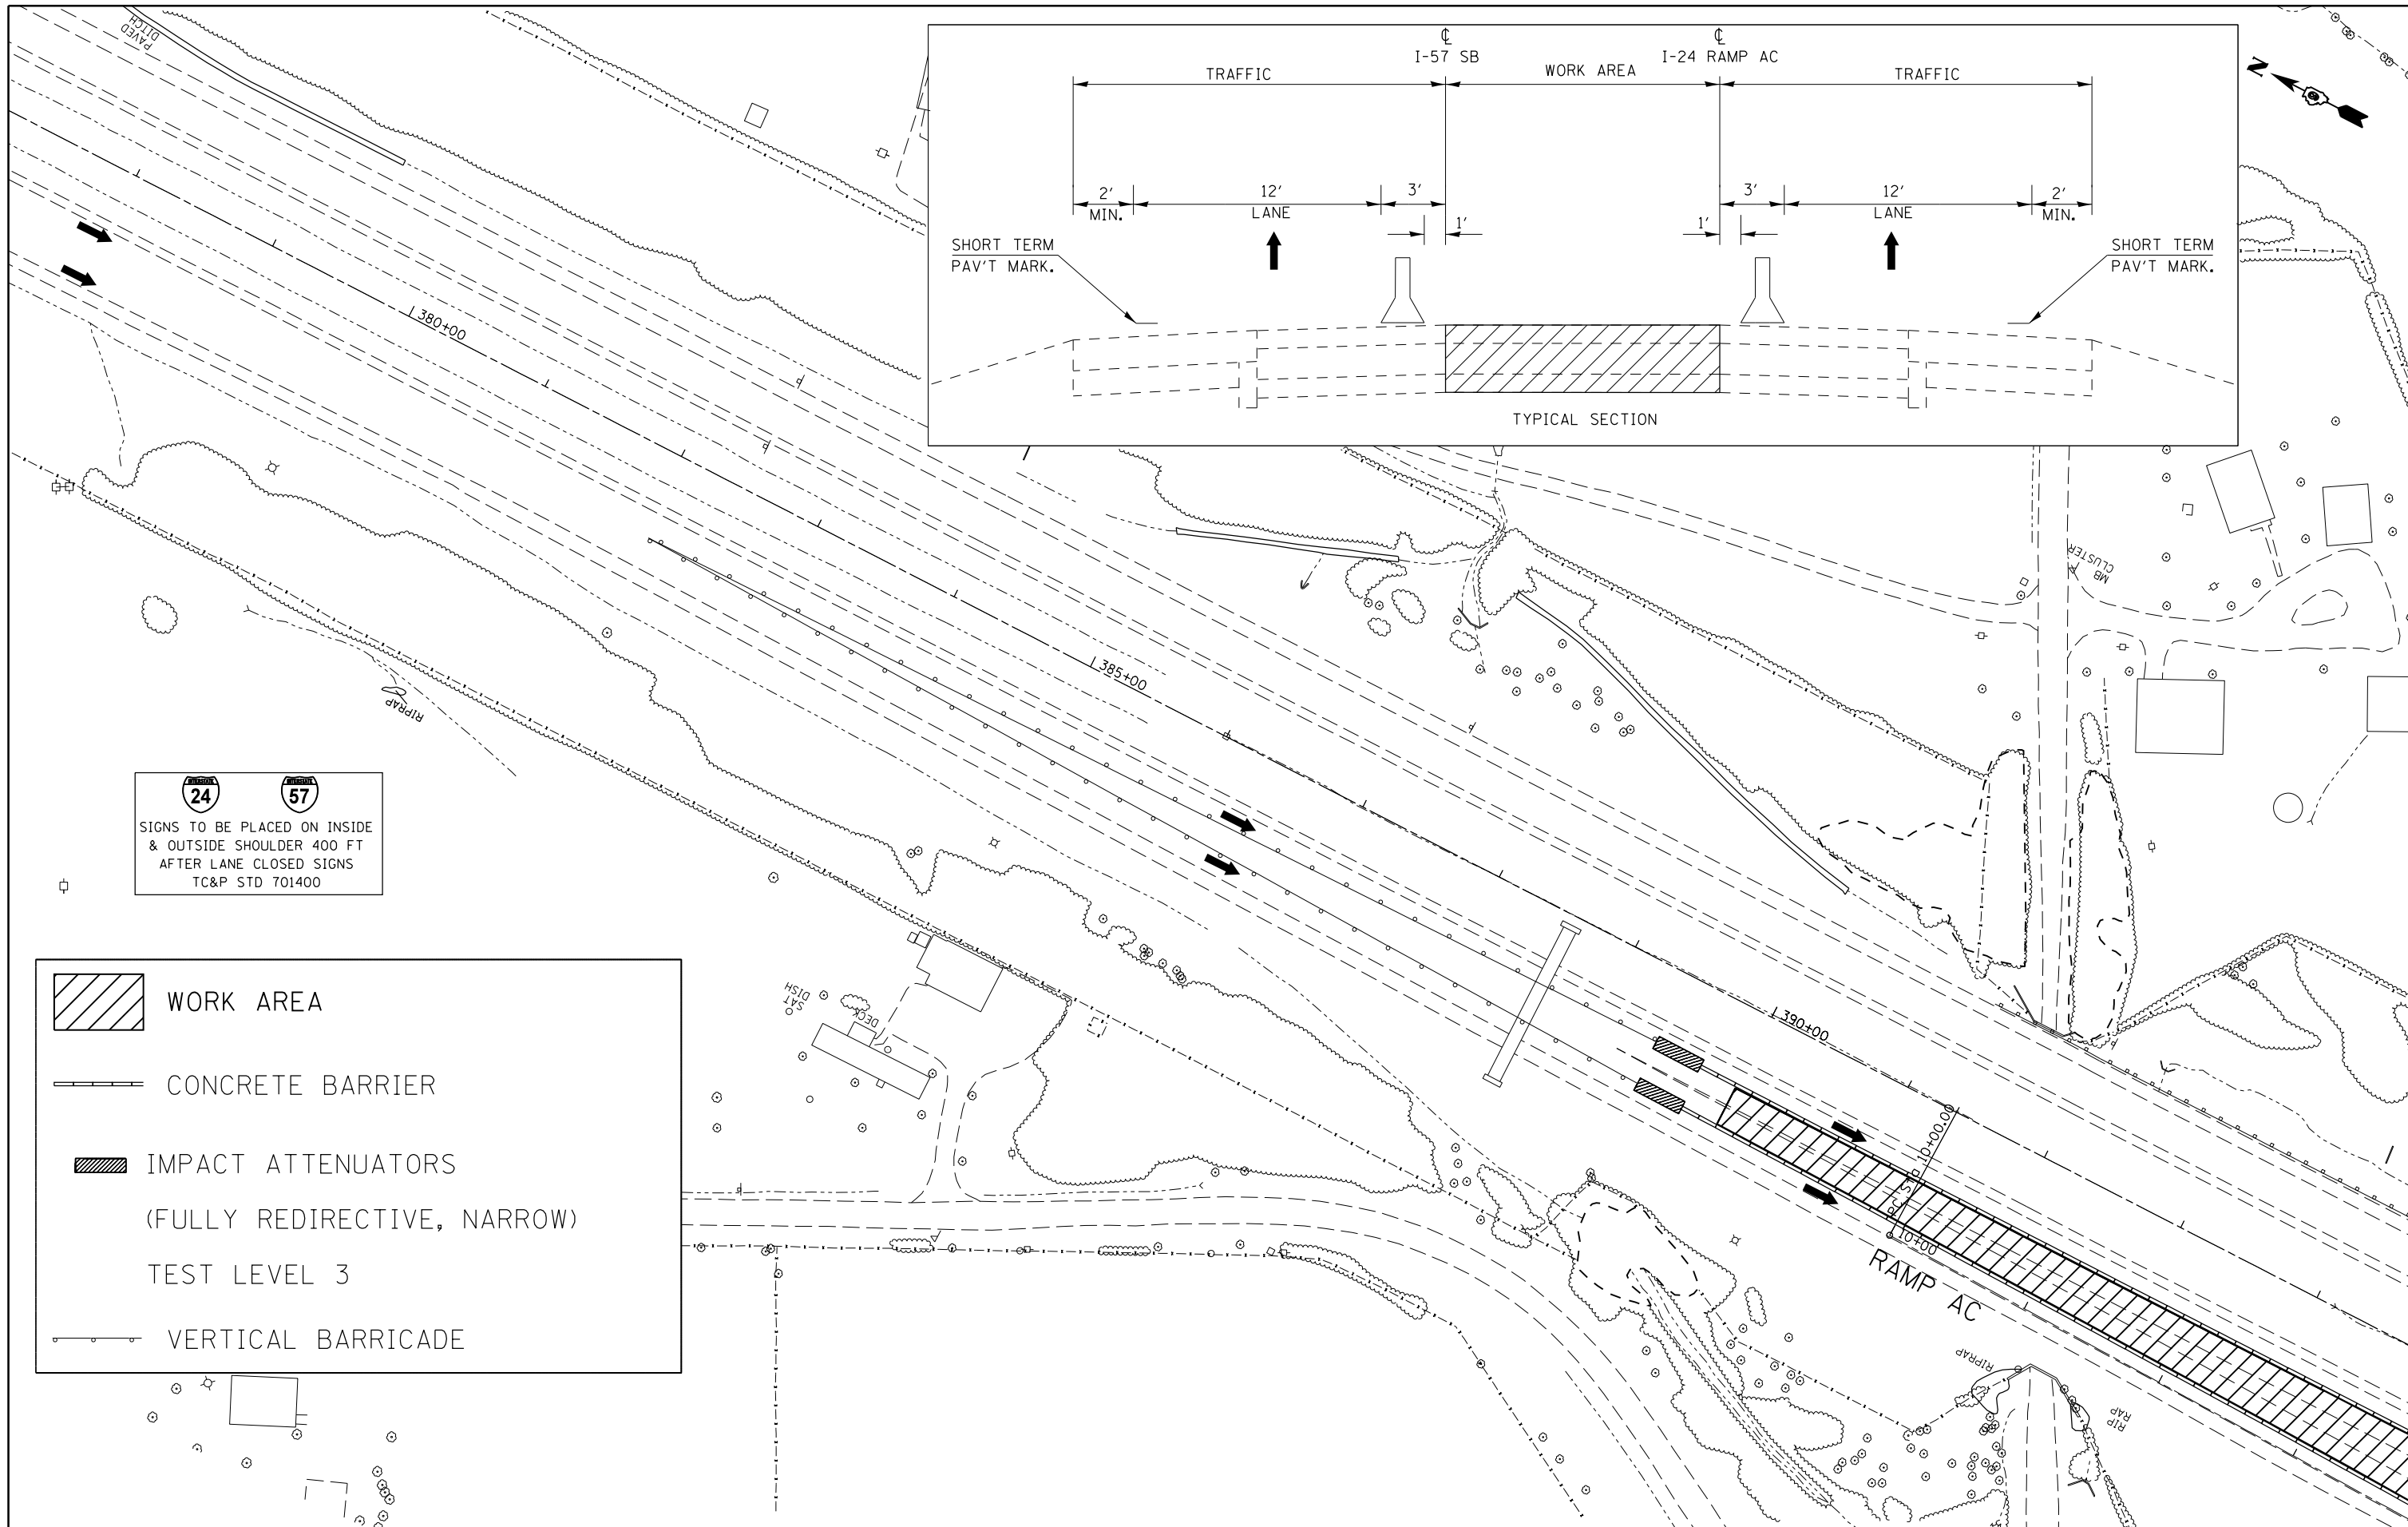 PAVED
DITCH
℄
I-57 SB
℄
I-24 RAMP AC
TRAFFIC
WORK AREA
TRAFFIC
N
2'
MIN.
12'
LANE
3'
1'
3'
1'
12'
LANE
2'
MIN.
SHORT TERM
PAV'T MARK.
SHORT TERM
PAV'T MARK.
TYPICAL SECTION
380+00
MB
CLUSTER
385+00
RIPRAP
INTERSTATE
24
INTERSTATE
57
SIGNS TO BE PLACED ON INSIDE
& OUTSIDE SHOULDER 400 FT
AFTER LANE CLOSED SIGNS
TC&P STD 701400
WORK AREA
CONCRETE BARRIER
IMPACT ATTENUATORS
(FULLY REDIRECTIVE, NARROW)
TEST LEVEL 3
VERTICAL BARRICADE
SAT
DISH
DECK
390+00
PC STA 10+00.00
10+00
RAMP AC
RIPRAP
RIP
RAP